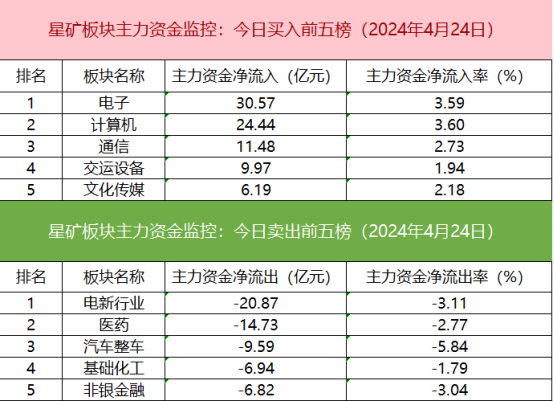 星矿板块主力资金监控：今日买入前五榜（2024年4月24日）
排名 板块名称 主力资金净流入（亿元） 主力资金净流入率（%）
1 电子 30.57 3.59
2 计算机 24.44 3.60
3 通信 11.48 2.73
4 交运设备 9.97 1.94
5 文化传媒 6.19 2.18
星矿板块主力资金监控：今日卖出前五榜（2024年4月24日）
排名 板块名称 主力资金净流出（亿元） 主力资金净流出率（%）
1 电新行业 -20.87 -3.11
2 医药 -14.73 -2.77
3 汽车整车 -9.59 -5.84
4 基础化工 -6.94 -1.79
5 非银金融 -6.82 -3.04